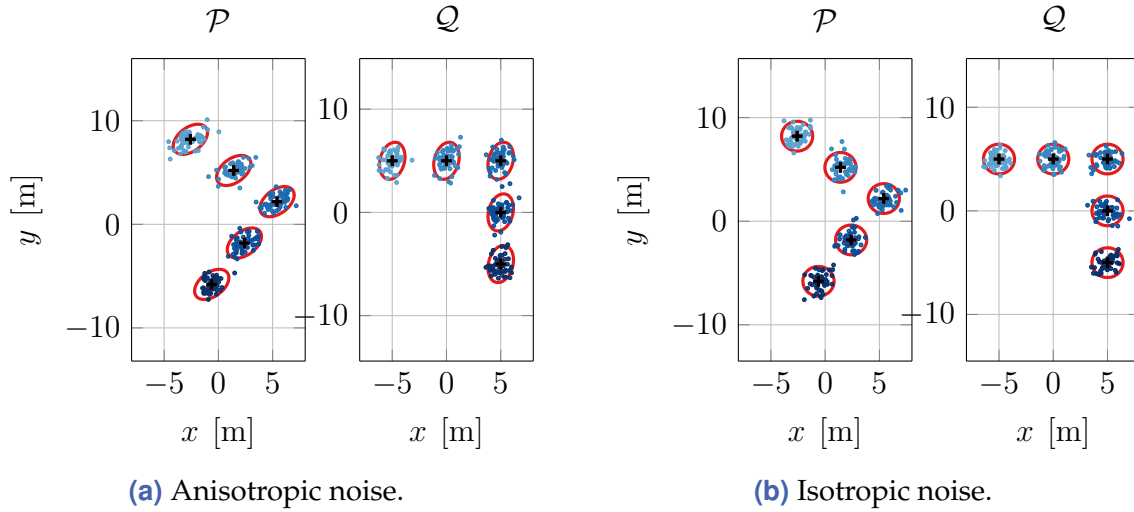 𝒫 𝒬 𝒫 𝒬
10 10 10 10
0 0 0 0
−10 −10 −10 −10
y [m] y [m]
−5 0 5 −5 0 5 −5 0 5 −5 0 5
x [m] x [m] x [m] x [m]
(a) Anisotropic noise. (b) Isotropic noise.